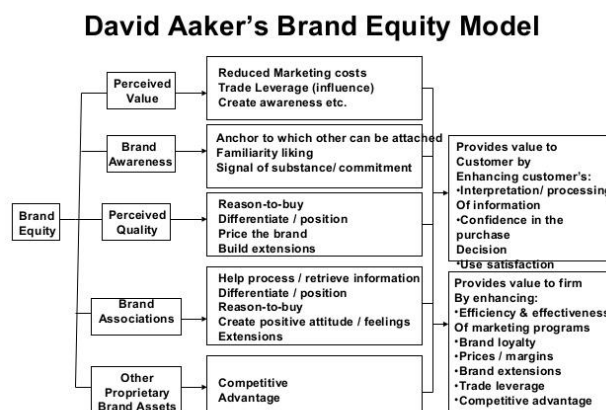 David Aaker's Brand Equity Model
Brand
Equity
Perceived
Value
Reduced Marketing costs
Trade Leverage (influence)
Create awareness etc.
Brand
Awareness
Anchor to which other can be attached
Familiarity liking
Signal of substance/ commitment
Perceived
Quality
Reason-to-buy
Differentiate / position
Price the brand
Build extensions
Brand
Associations
Help process / retrieve information
Differentiate / position
Reason-to-buy
Create positive attitude / feelings
Extensions
Other
Proprietary
Brand Assets
Competitive
Advantage
Provides value to
Customer by
Enhancing customer's:
•Interpretation/ processing
Of information
•Confidence in the
purchase
Decision
•Use satisfaction
Provides value to firm
By enhancing:
•Efficiency & effectiveness
Of marketing programs
•Brand loyalty
•Prices / margins
•Brand extensions
•Trade leverage
•Competitive advantage